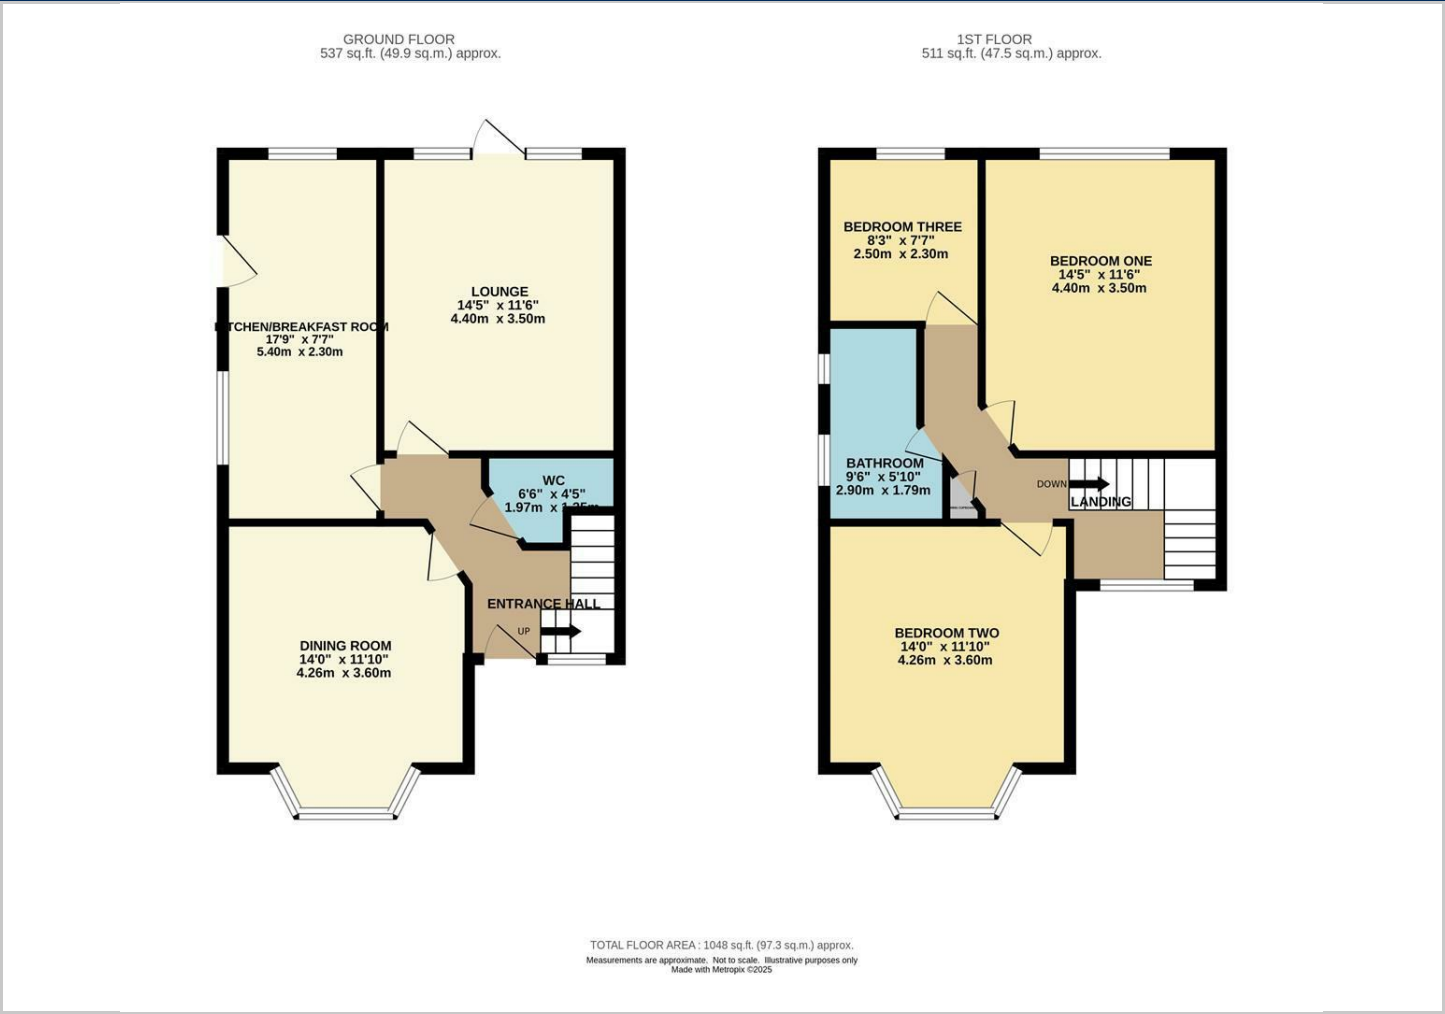 GROUND FLOOR
537 sq.ft. (49.9 sq.m.) approx.
1ST FLOOR
511 sq.ft. (47.5 sq.m.) approx.
LOUNGE
14'5" x 11'6"
4.40m x 3.50m
KITCHEN/BREAKFAST ROOM
17'9" x 7'7"
5.40m x 2.30m
WC
6'6" x 4'5"
1.97m x
ENTRANCE HALL
UP
DINING ROOM
14'0" x 11'10"
4.26m x 3.60m
BEDROOM THREE
8'3" x 7'7"
2.50m x 2.30m
BEDROOM ONE
14'5" x 11'6"
4.40m x 3.50m
BATHROOM
9'6" x 5'10"
2.90m x 1.79m
DOWN
LANDING
BEDROOM TWO
14'0" x 11'10"
4.26m x 3.60m
TOTAL FLOOR AREA : 1048 sq.ft. (97.3 sq.m.) approx.
Measurements are approximate. Not to scale. Illustrative purposes only
Made with Metropix ©2025